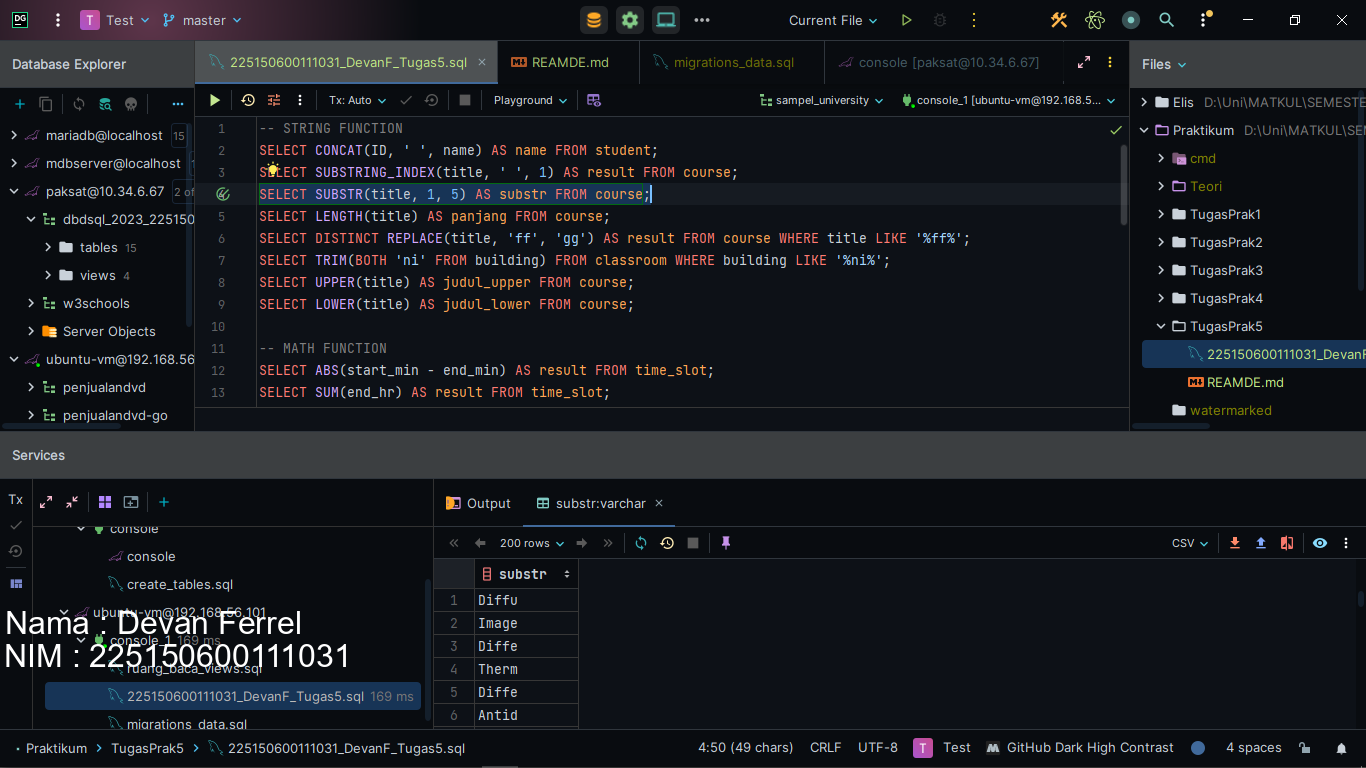 DG
T Test
master
Current File
Database Explorer
mariadb@localhost 15
mdbserver@localhost
paksat@10.34.6.67 2 of
dbdsql_2023_225150
tables 15
views 4
w3schools
Server Objects
ubuntu-vm@192.168.56
penjualandvd
penjualandvd-go
225150600111031_DevanF_Tugas5.sql
REAMDE.md
migrations_data.sql
console [paksat@10.34.6.67]
Tx: Auto
Playground
sampel_university
console_1 [ubuntu-vm@192.168.5...
1 -- STRING FUNCTION
2 SELECT CONCAT(ID, ' ', name) AS name FROM student;
3 SELECT SUBSTRING_INDEX(title, ' ', 1) AS result FROM course;
SELECT SUBSTR(title, 1, 5) AS substr FROM course;
5 SELECT LENGTH(title) AS panjang FROM course;
6 SELECT DISTINCT REPLACE(title, 'ff', 'gg') AS result FROM course WHERE title LIKE '%ff%';
7 SELECT TRIM(BOTH 'ni' FROM building) FROM classroom WHERE building LIKE '%ni%';
8 SELECT UPPER(title) AS judul_upper FROM course;
9 SELECT LOWER(title) AS judul_lower FROM course;
10
11 -- MATH FUNCTION
12 SELECT ABS(start_min - end_min) AS result FROM time_slot;
13 SELECT SUM(end_hr) AS result FROM time_slot;
Files
Elis D:\Uni\MATKUL\SEMESTE
Praktikum D:\Uni\MATKUL\SEM
cmd
Teori
TugasPrak1
TugasPrak2
TugasPrak3
TugasPrak4
TugasPrak5
225150600111031_DevanF
REAMDE.md
watermarked
Services
Tx
console
console
create_tables.sql
ubuntu-vm@192.168.56.101
console_1 169 ms
ruang_baca_views.sql
225150600111031_DevanF_Tugas5.sql 169 ms
migrations_data.sql
Nama : Devan Ferrel
NIM : 225150600111031
Output
substr:varchar
200 rows
CSV
substr
1 Diffu
2 Image
3 Diffe
4 Therm
5 Diffe
6 Antid
Praktikum > TugasPrak5 > 225150600111031_DevanF_Tugas5.sql
4:50 (49 chars) CRLF UTF-8 T Test GitHub Dark High Contrast 4 spaces